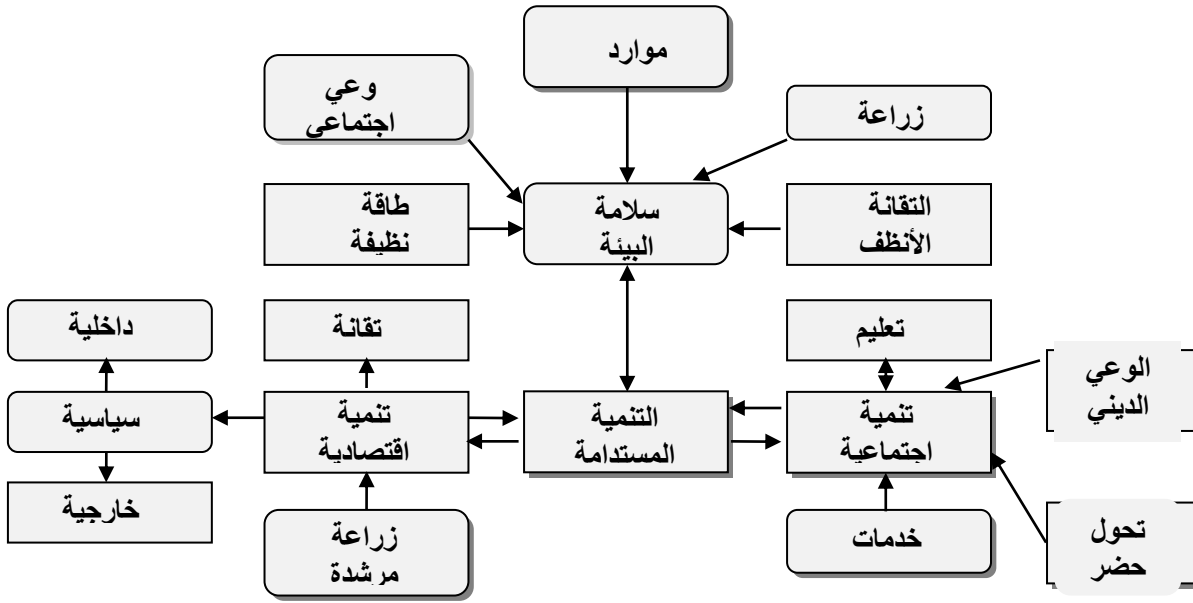 موارد
وعي
اجتماعي
زراعة
طاقة
نظيفة
سلامة
البيئة
التقانة
الأنظف
داخلية
تقانة
تعليم
الوعي
الديني
سياسية
تنمية
اقتصادية
التنمية
المستدامة
تنمية
اجتماعية
خارجية
زراعة
مرشدة
خدمات
تحول
حضر